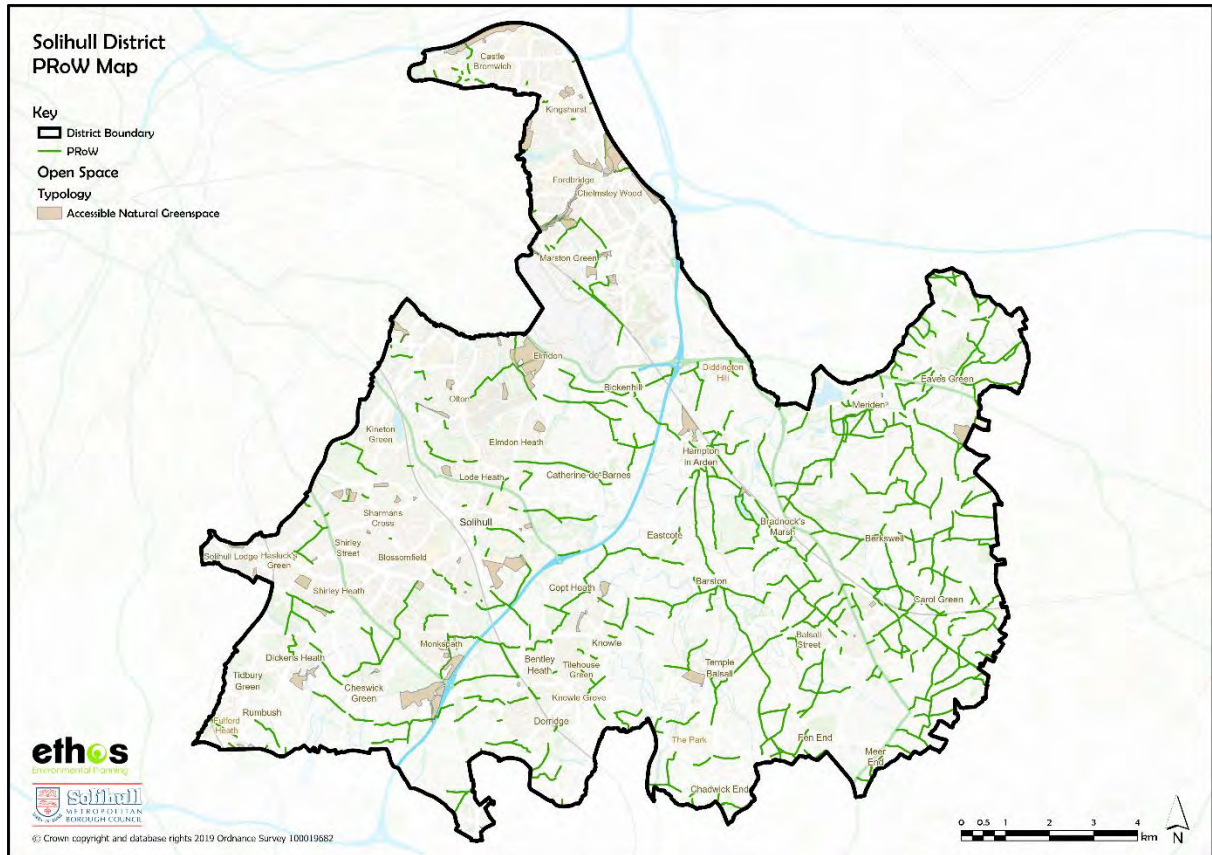 Solihull District
PRoW Map
Key
District Boundary
PRoW
Open Space
Typology
Accessible Natural Greenspace
Castle
Bromwich
Kingshurst
Fordbridge
Chelmsley Wood
Marston Green
Elmdon
Bickenhill
Diddington
Hill
Eaves Green
Meriden
Olton
Kineton
Green
Elmdon Heath
Hampton
in Arden
Lode Heath
Catherine-de-Barnes
Sharmans
Cross
Solihull
Bradnock's
Marsh
Shirley
Street
Eastcote
Berkswell
Solihull Lodge
Hasluck's
Green
Blossomfield
Shirley Heath
Copt Heath
Barston
Carol Green
Monkspath
Knowle
Balsall
Street
Dickens Heath
Bentley
Heath
Tilehouse
Green
Temple
Balsall
Tidbury
Green
Cheswick
Green
Knowle Grove
Rumbush
Fulford
Heath
Dorridge
The Park
Fen End
Meer
End
Chadwick End
ethos
Environmental Planning
Solihull
METROPOLITAN
BOROUGH COUNCIL
© Crown copyright and database rights 2019 Ordnance Survey 100019682
0 0.5 1 2 3 4
km
N